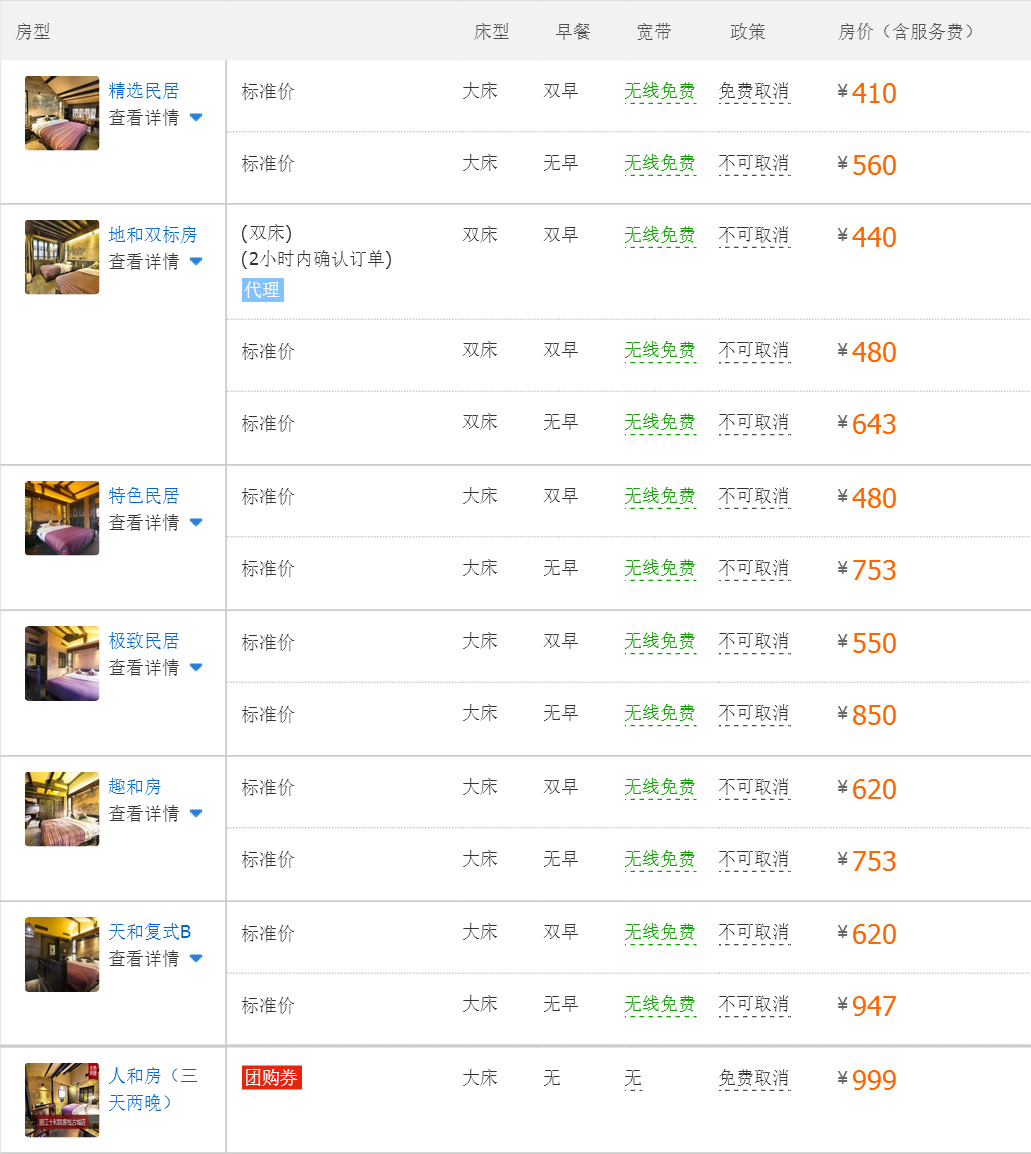 房型 床型 早餐 宽带 政策 房价（含服务费）
精选民居 标准价 大床 双早 无线免费 免费取消 ¥410
查看详情
标准价 大床 无早 无线免费 不可取消 ¥560
地和双标房 (双床) 双床 双早 无线免费 不可取消 ¥440
查看详情 (2小时内确认订单)
代理
标准价 双床 双早 无线免费 不可取消 ¥480
标准价 双床 无早 无线免费 不可取消 ¥643
特色民居 标准价 大床 双早 无线免费 不可取消 ¥480
查看详情
标准价 大床 无早 无线免费 不可取消 ¥753
极致民居 标准价 大床 双早 无线免费 不可取消 ¥550
查看详情
标准价 大床 无早 无线免费 不可取消 ¥850
趣和房 标准价 大床 双早 无线免费 不可取消 ¥620
查看详情
标准价 大床 无早 无线免费 不可取消 ¥753
天和复式B 标准价 大床 双早 无线免费 不可取消 ¥620
查看详情
标准价 大床 无早 无线免费 不可取消 ¥947
人和房（三 团购券 大床 无 无 免费取消 ¥999
天两晚）